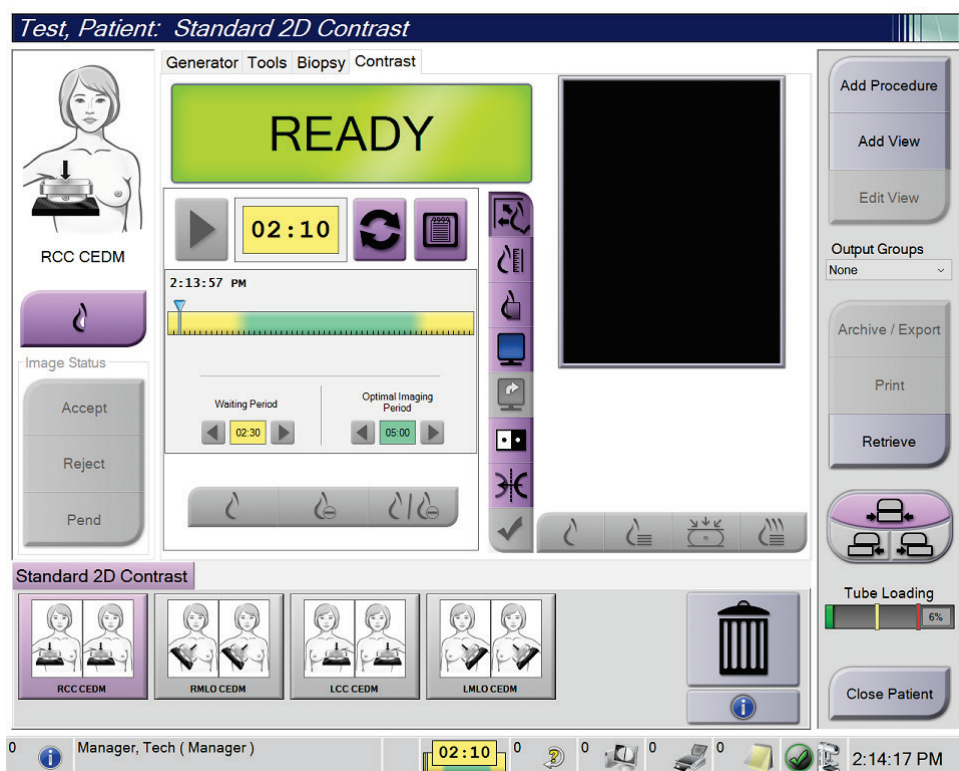 Test, Patient: Standard 2D Contrast
Generator Tools Biopsy Contrast
READY
02:10
2:13:57 PM
Waiting Period
02:30
Optimal Imaging
Period
05:00
RCC CEDM
Image Status
Accept
Reject
Pend
Add Procedure
Add View
Edit View
Output Groups
None
Archive / Export
Print
Retrieve
Tube Loading
6%
Close Patient
Standard 2D Contrast
RCC CEDM
RMLO CEDM
LCC CEDM
LMLO CEDM
0 Manager, Tech ( Manager ) 02:10 0 0 0 0 2:14:17 PM